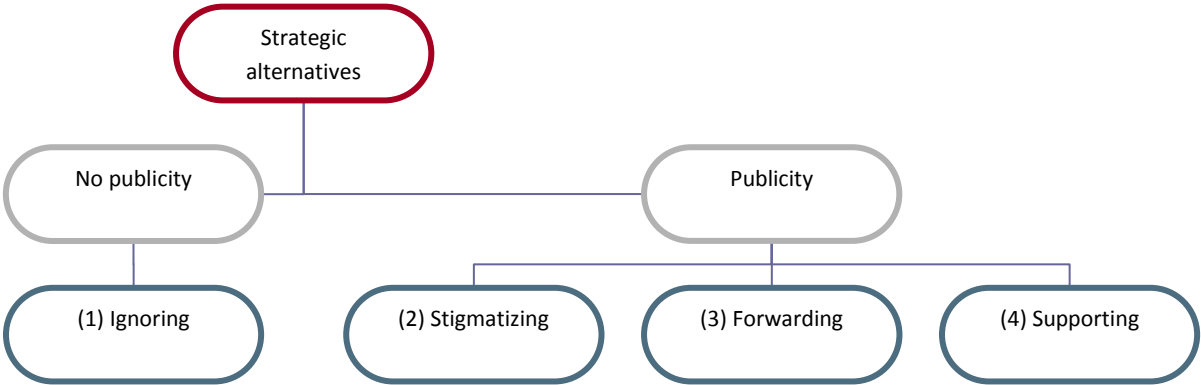 Strategic
alternatives
No publicity
Publicity
(1) Ignoring
(2) Stigmatizing
(3) Forwarding
(4) Supporting